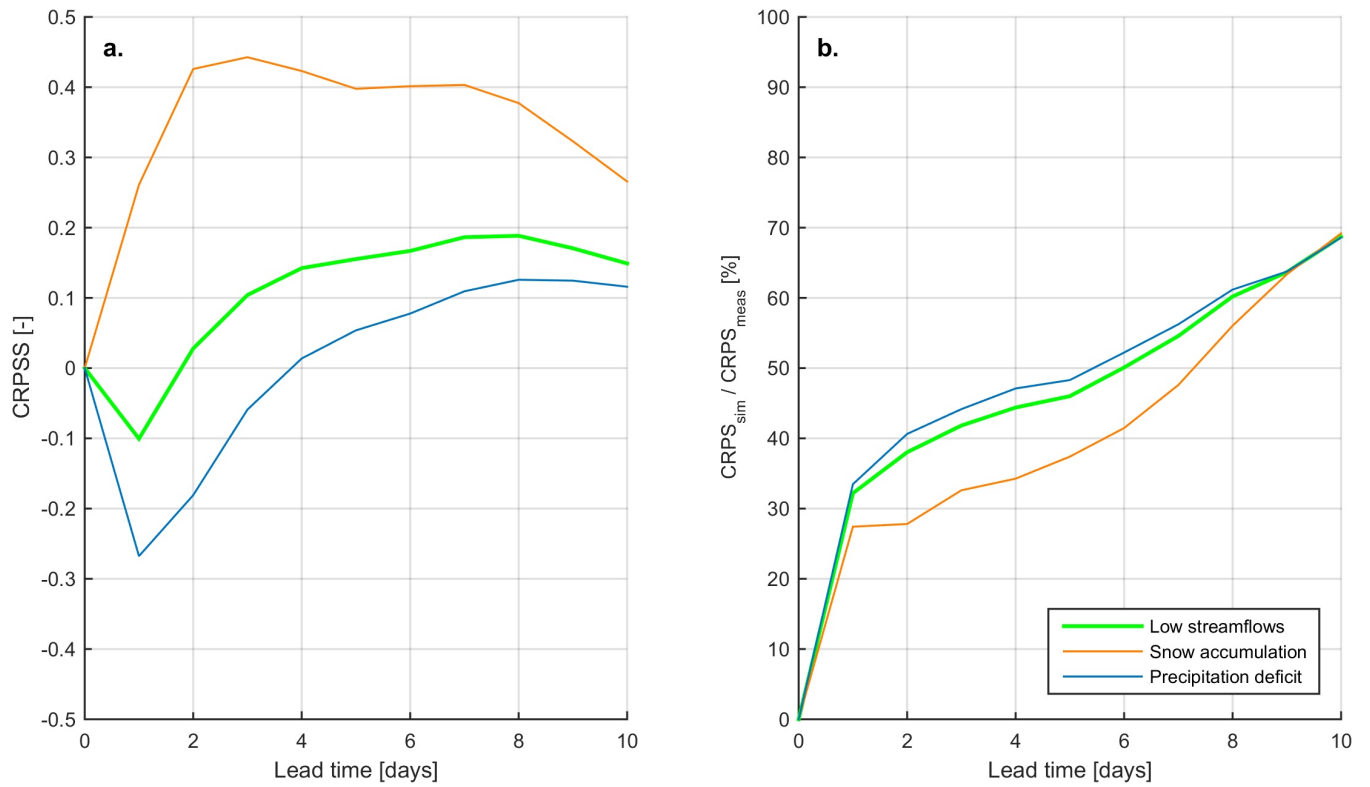 a.
CRPSS [-]
0.5
0.4
0.3
0.2
0.1
0
-0.1
-0.2
-0.3
-0.4
-0.5
0 2 4 6 8 10
Lead time [days]
b.
CRPS_sim / CRPS_meas [%]
100
90
80
70
60
50
40
30
20
10
0
Low streamflows
Snow accumulation
Precipitation deficit
0 2 4 6 8 10
Lead time [days]